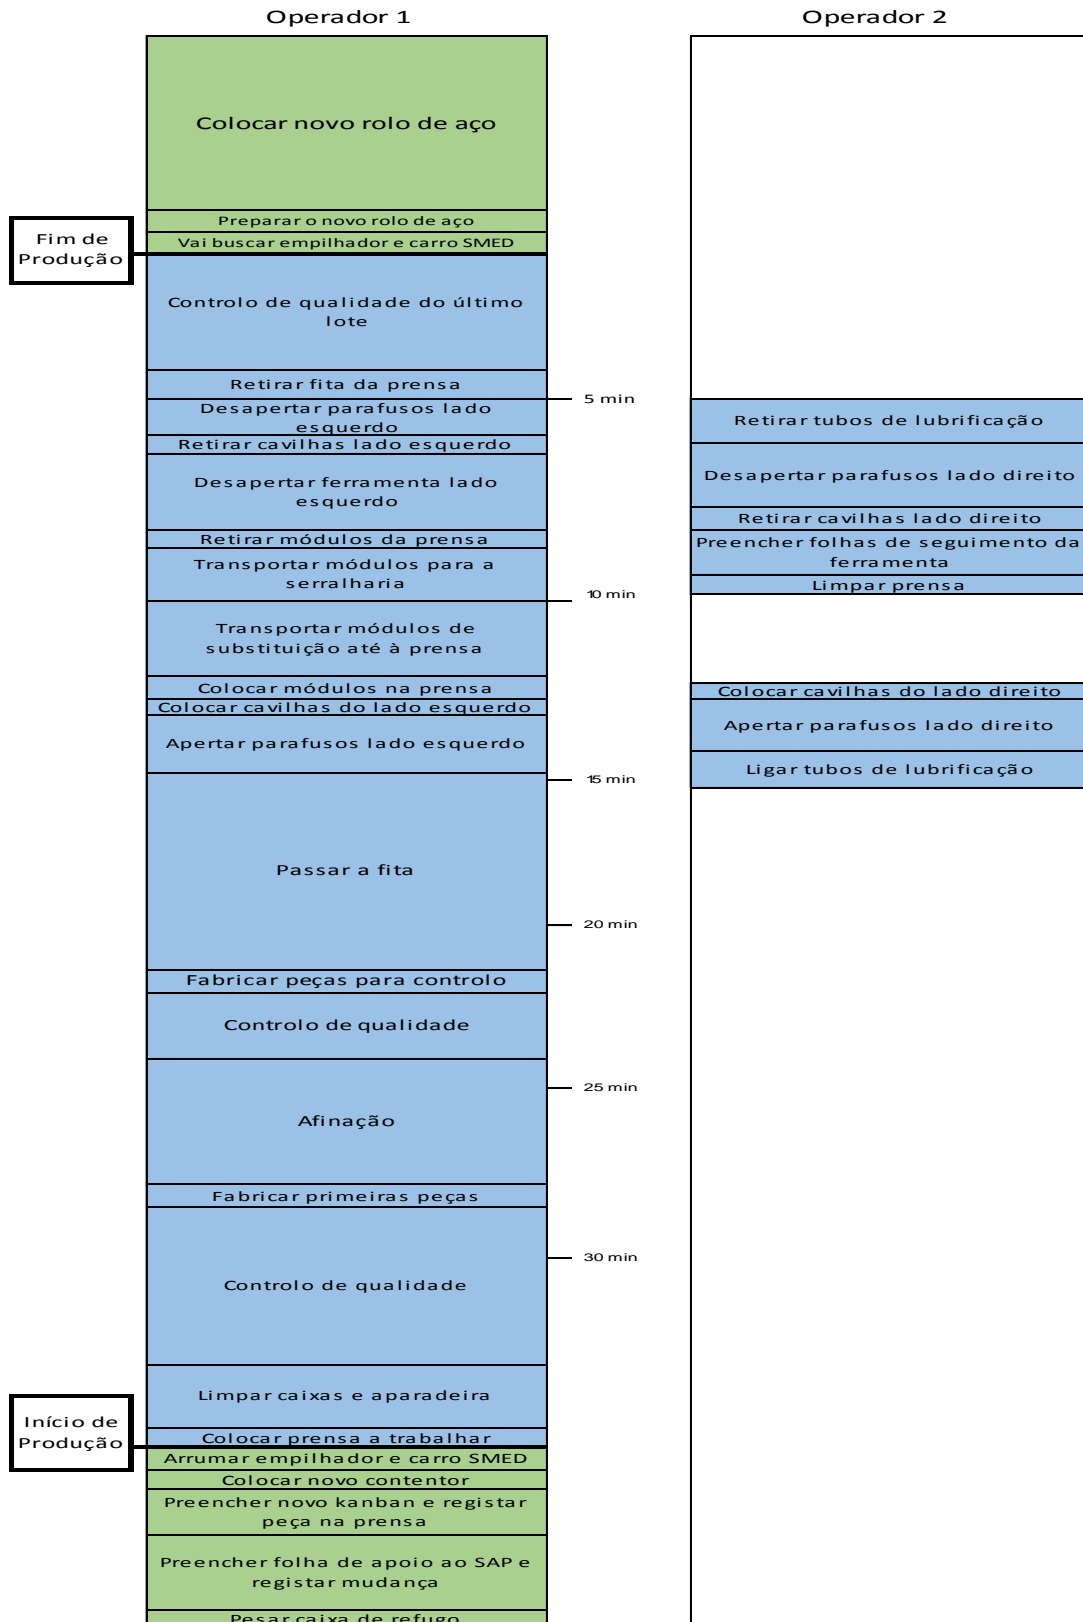 Operador 1
Operador 2
Colocar novo rolo de aço
Preparar o novo rolo de aço
Vai buscar empilhador e carro SMED
Fim de
Produção
Controlo de qualidade do último
lote
Retirar fita da prensa
5 min
Desapertar parafusos lado
esquerdo
Retirar cavilhas lado esquerdo
Desapertar ferramenta lado
esquerdo
Retirar módulos da prensa
Transportar módulos para a
serralharia
10 min
Transportar módulos de
substituição até à prensa
Colocar módulos na prensa
Colocar cavilhas do lado esquerdo
Apertar parafusos lado esquerdo
15 min
Passar a fita
20 min
Fabricar peças para controlo
Controlo de qualidade
25 min
Afinação
Fabricar primeiras peças
30 min
Controlo de qualidade
Limpar caixas e aparadeira
Colocar prensa a trabalhar
Início de
Produção
Arrumar empilhador e carro SMED
Colocar novo contentor
Preencher novo kanban e registar
peça na prensa
Preencher folha de apoio ao SAP e
registar mudança
Pesar caixa de refugo
Retirar tubos de lubrificação
Desapertar parafusos lado direito
Retirar cavilhas lado direito
Preencher folhas de seguimento da
ferramenta
Limpar prensa
Colocar cavilhas do lado direito
Apertar parafusos lado direito
Ligar tubos de lubrificação